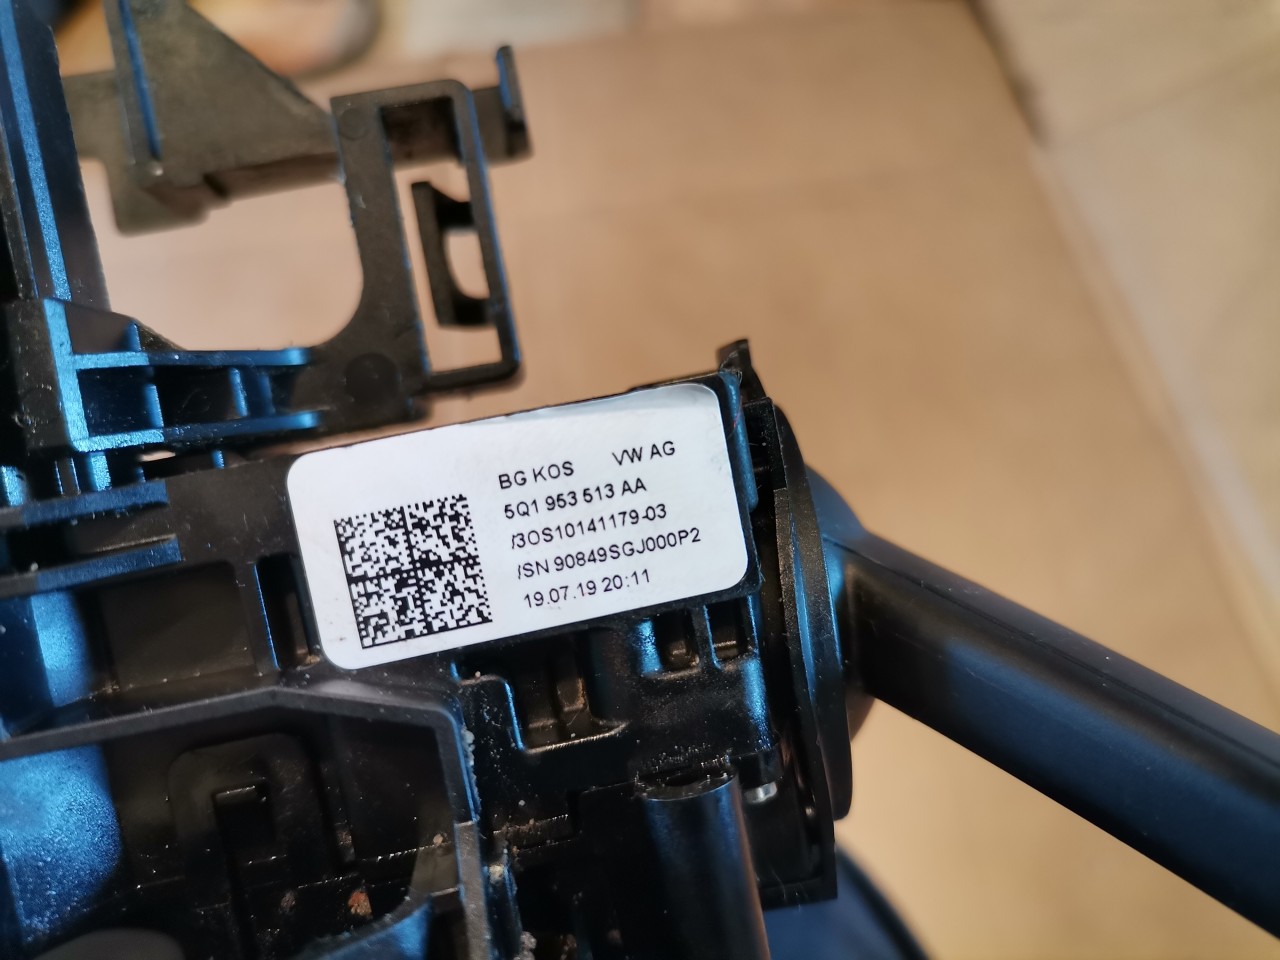 BG KOS VW AG
5Q1 953 513 AA
/3OS10141179-03
/SN 90849SGJ000P2
19.07.19 20:11